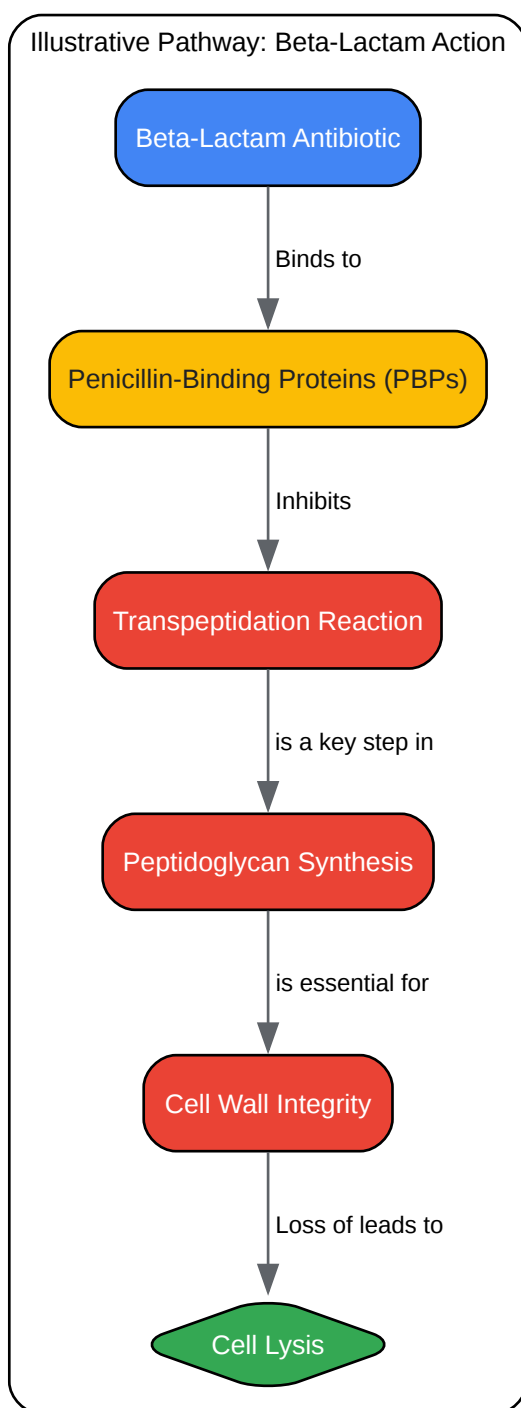 Illustrative Pathway: Beta-Lactam Action
Beta-Lactam Antibiotic
Binds to
Penicillin-Binding Proteins (PBPs)
Inhibits
Transpeptidation Reaction
is a key step in
Peptidoglycan Synthesis
is essential for
Cell Wall Integrity
Loss of leads to
Cell Lysis